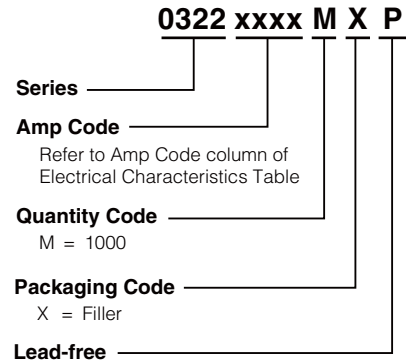 0322 xxxx M X P
Series
Amp Code
Refer to Amp Code column of
Electrical Characteristics Table
Quantity Code
M = 1000
Packaging Code
X = Filler
Lead-free